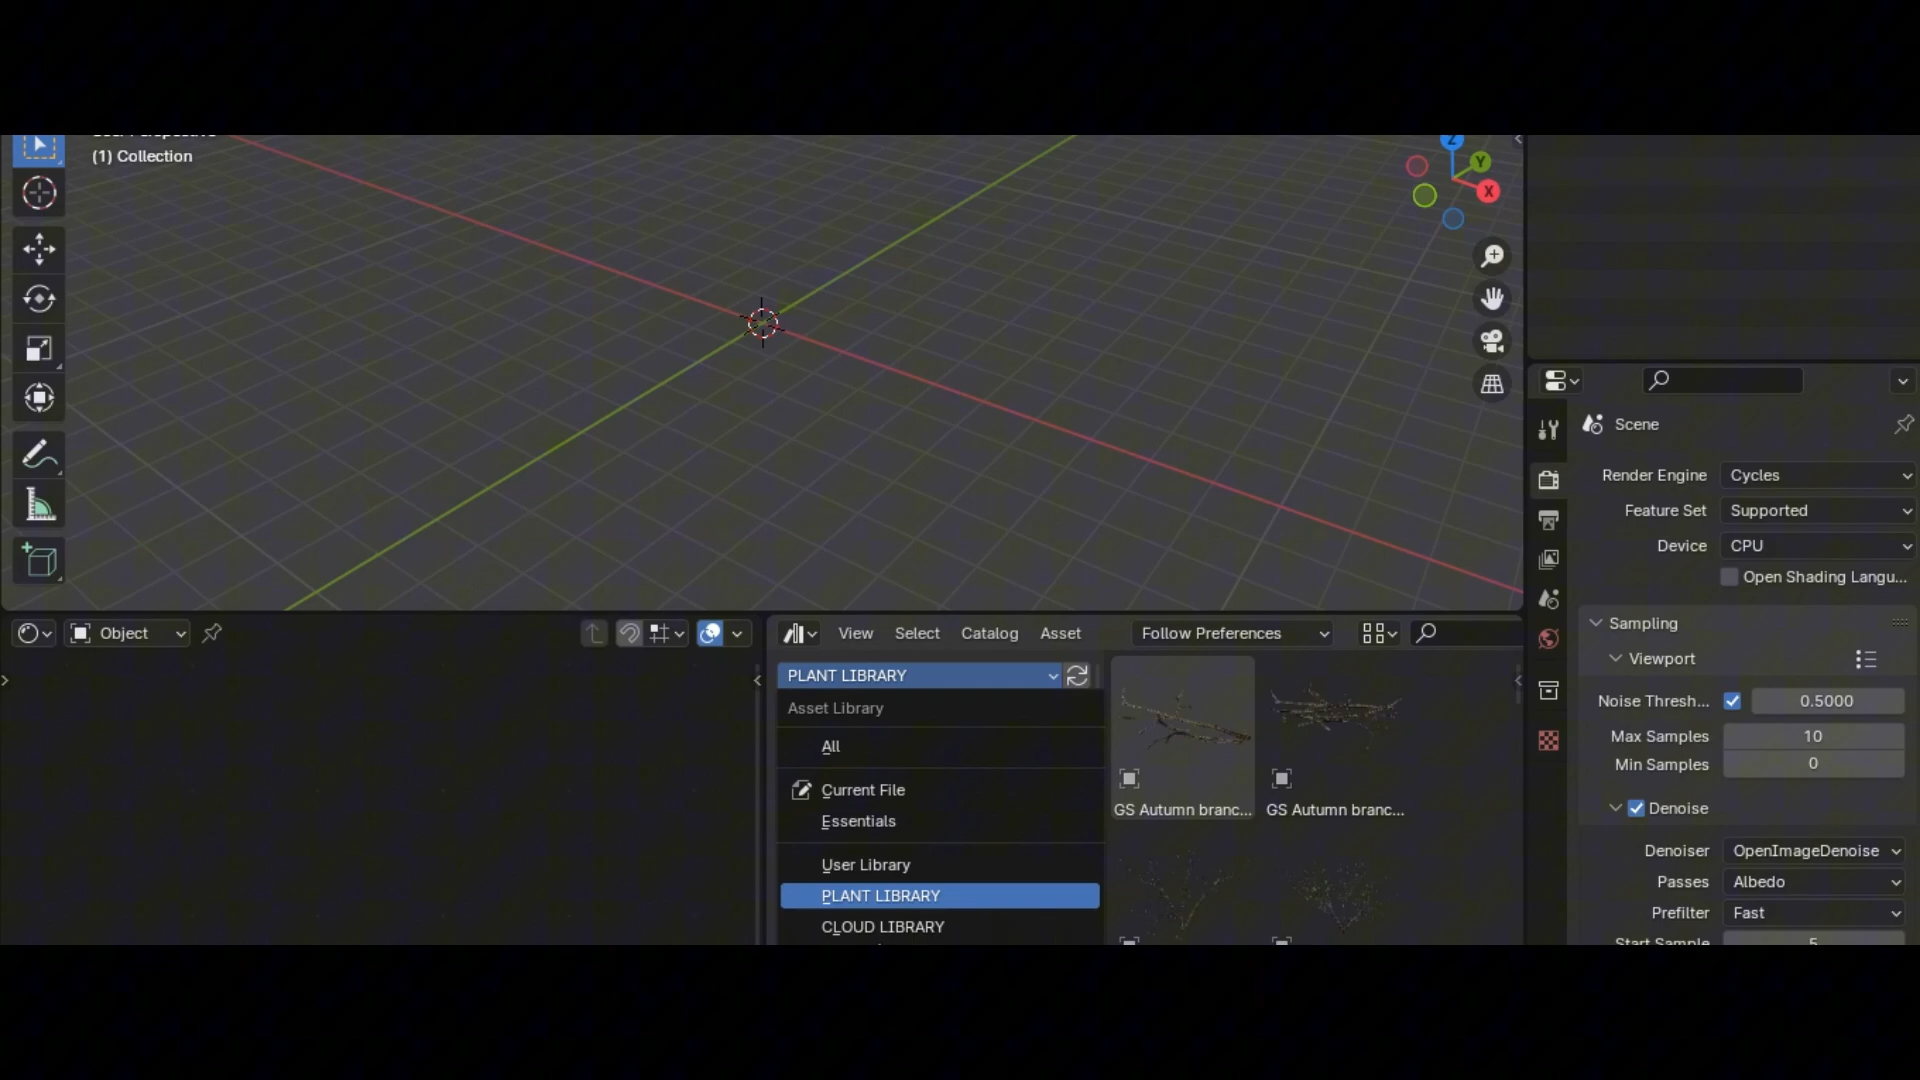 (1) Collection
Z
Y
X
Scene
Render Engine Cycles
Feature Set Supported
Device CPU
Open Shading Langu...
Sampling
Viewport
Noise Thresh... 0.5000
Max Samples 10
Min Samples 0
Denoise
Denoiser OpenImageDenoise
Passes Albedo
Prefilter Fast
Start Sample 5
Object
View Select Catalog Asset Follow Preferences
PLANT LIBRARY
Asset Library
All
Current File
Essentials
User Library
PLANT LIBRARY
CLOUD LIBRARY
GS Autumn branc... GS Autumn branc...